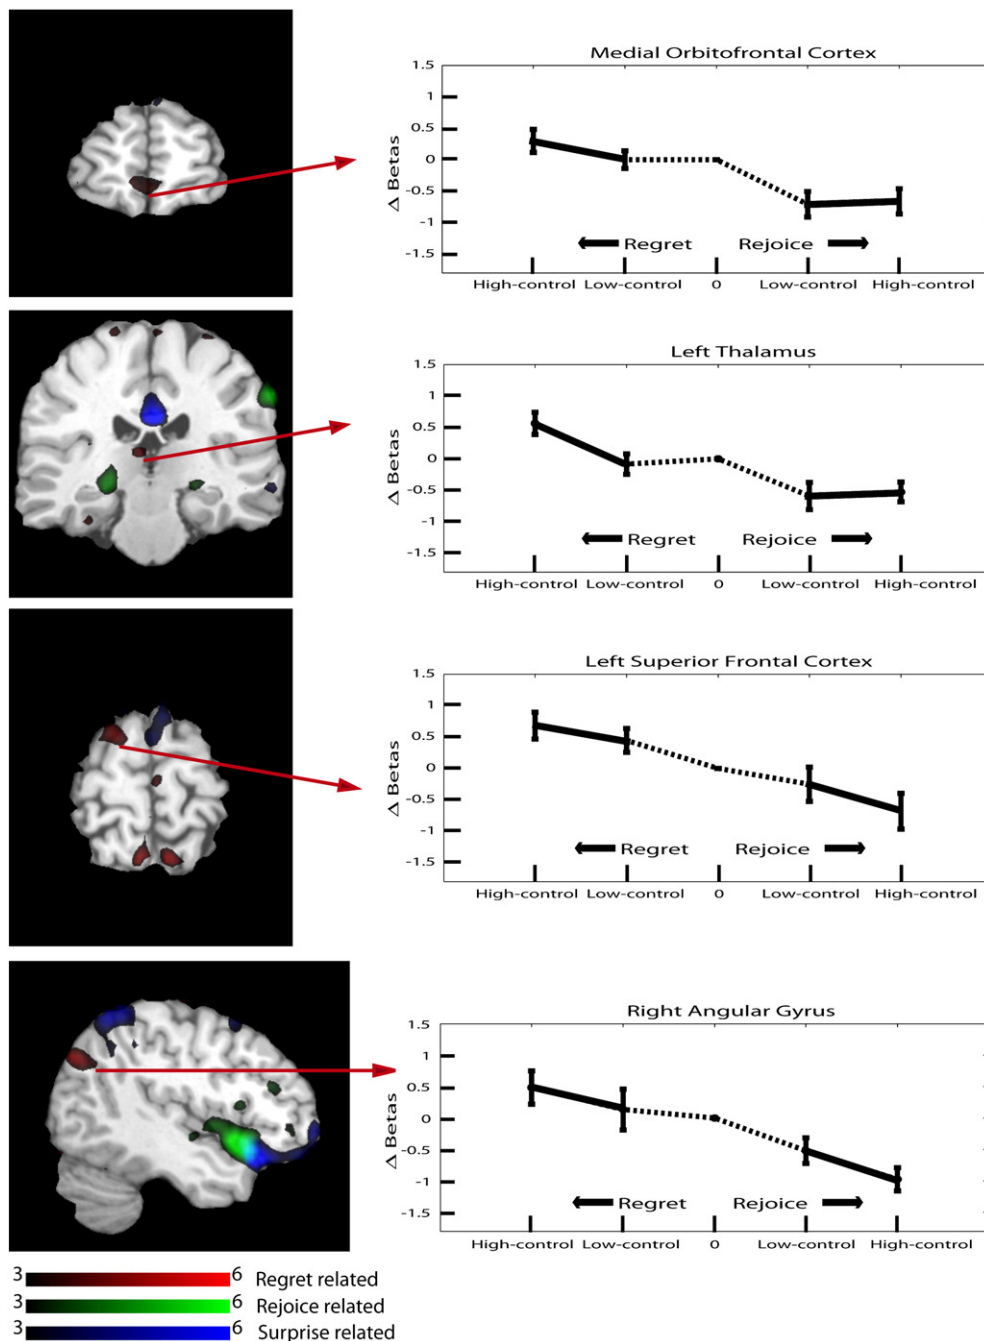 Medial Orbitofrontal Cortex
1.5
1
0.5
0
-0.5
-1
-1.5
Δ Betas
Regret Rejoice
High-control Low-control 0 Low-control High-control
Left Thalamus
1.5
1
0.5
0
-0.5
-1
-1.5
Δ Betas
Regret Rejoice
High-control Low-control 0 Low-control High-control
Left Superior Frontal Cortex
1.5
1
0.5
0
-0.5
-1
-1.5
Δ Betas
Regret Rejoice
High-control Low-control 0 Low-control High-control
Right Angular Gyrus
1.5
1
0.5
0
-0.5
-1
-1.5
Δ Betas
Regret Rejoice
High-control Low-control 0 Low-control High-control
3 6 Regret related
3 6 Rejoice related
3 6 Surprise related